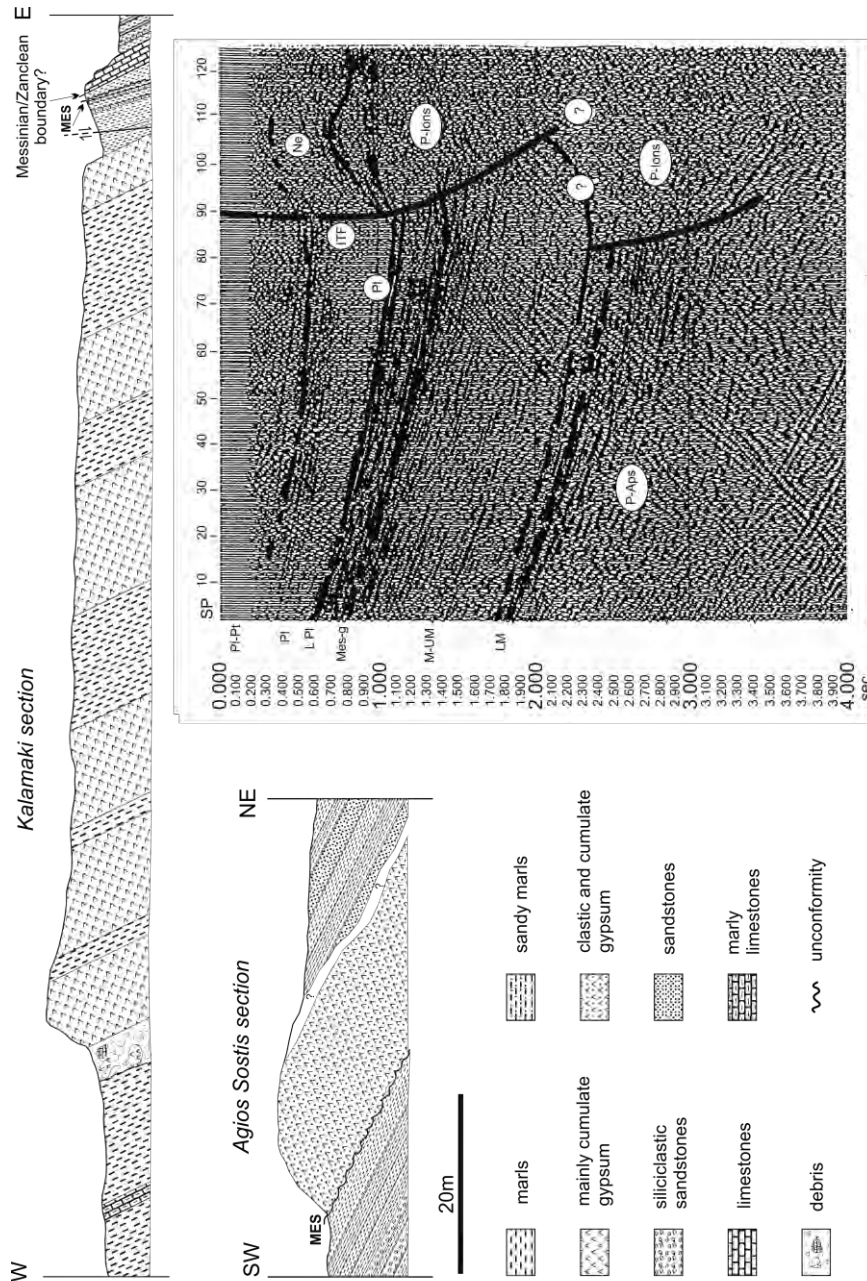 Kalamaki section
W
E
Messinian/Zanclean
boundary?
MES
Agios Sostis section
SW
NE
MES
?
?
20m
marls
sandy marls
mainly cumulate
gypsum
clastic and cumulate
gypsum
siliciclastic
sandstones
sandstones
limestones
marly
limestones
debris
unconformity
SP
10
20
30
40
50
60
70
80
90
100
110
120
Pl-Pt
lPl
L Pl
Mes-g
M-UM
LM
0.000
0.100
0.200
0.300
0.400
0.500
0.600
0.700
0.800
0.900
1.000
1.100
1.200
1.300
1.400
1.500
1.600
1.700
1.800
1.900
2.000
2.100
2.200
2.300
2.400
2.500
2.600
2.700
2.800
2.900
3.000
3.100
3.200
3.300
3.400
3.500
3.600
3.700
3.800
3.900
4.000
sec
Ne
ITF
Pl
P-Ions
?
?
P-Ions
P-Aps